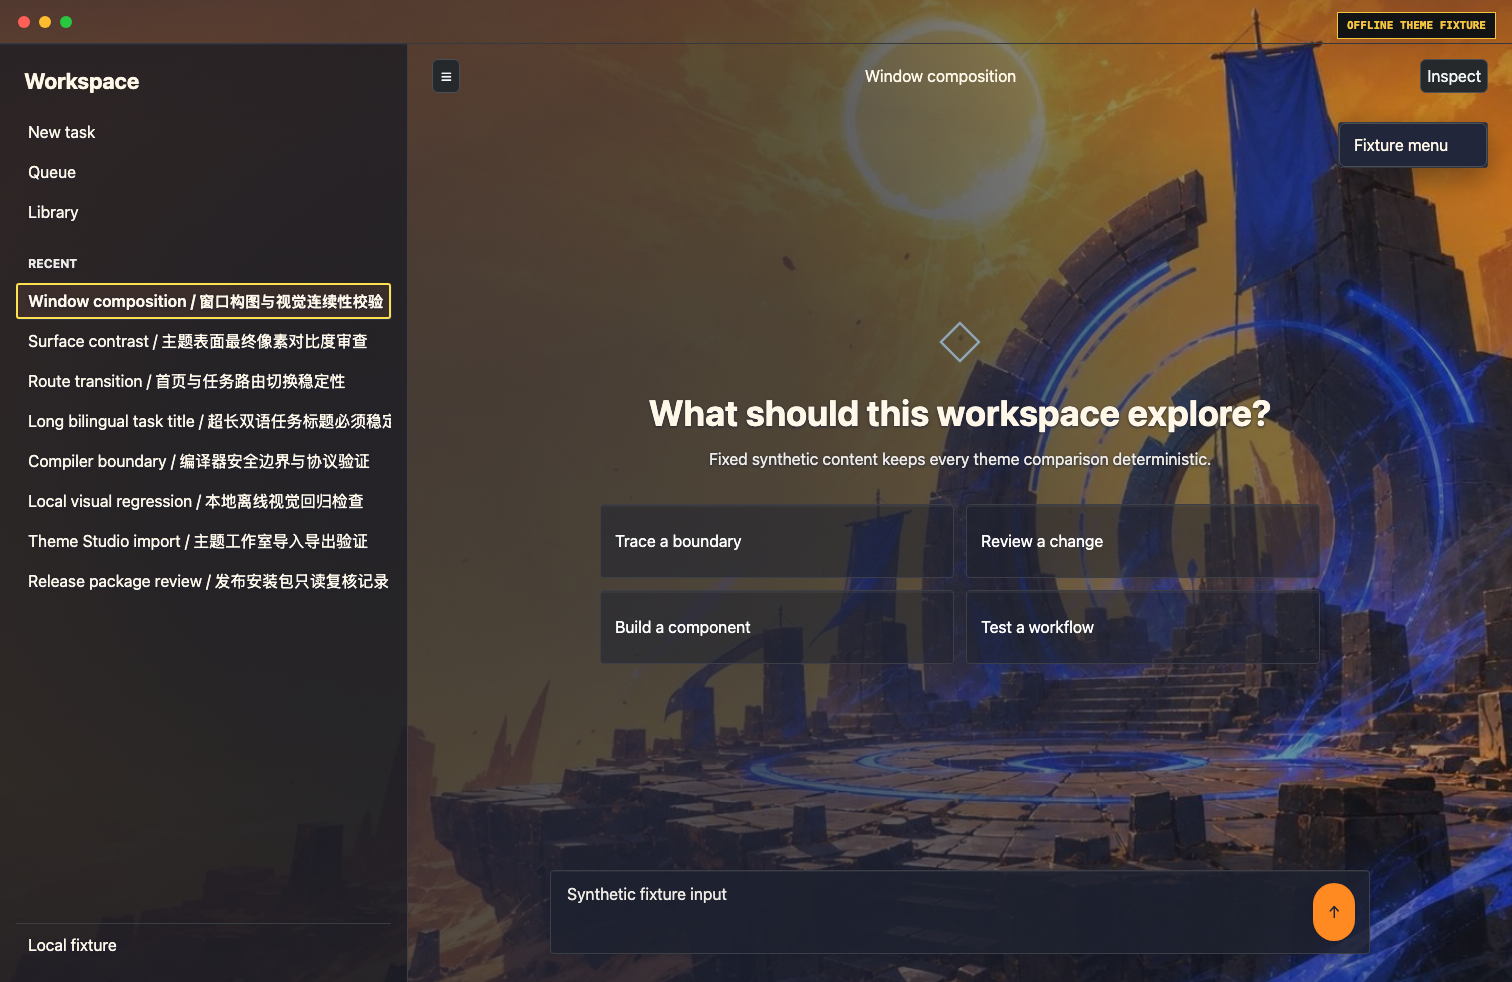 OFFLINE THEME FIXTURE
Workspace
New task
Queue
Library
RECENT
Window composition / 窗口构图与视觉连续性校验
Surface contrast / 主题表面最终像素对比度审查
Route transition / 首页与任务路由切换稳定性
Long bilingual task title / 超长双语任务标题必须稳定
Compiler boundary / 编译器安全边界与协议验证
Local visual regression / 本地离线视觉回归检查
Theme Studio import / 主题工作室导入导出验证
Release package review / 发布安装包只读复核记录
Local fixture
Window composition
Inspect
Fixture menu
What should this workspace explore?
Fixed synthetic content keeps every theme comparison deterministic.
Trace a boundary
Review a change
Build a component
Test a workflow
Synthetic fixture input